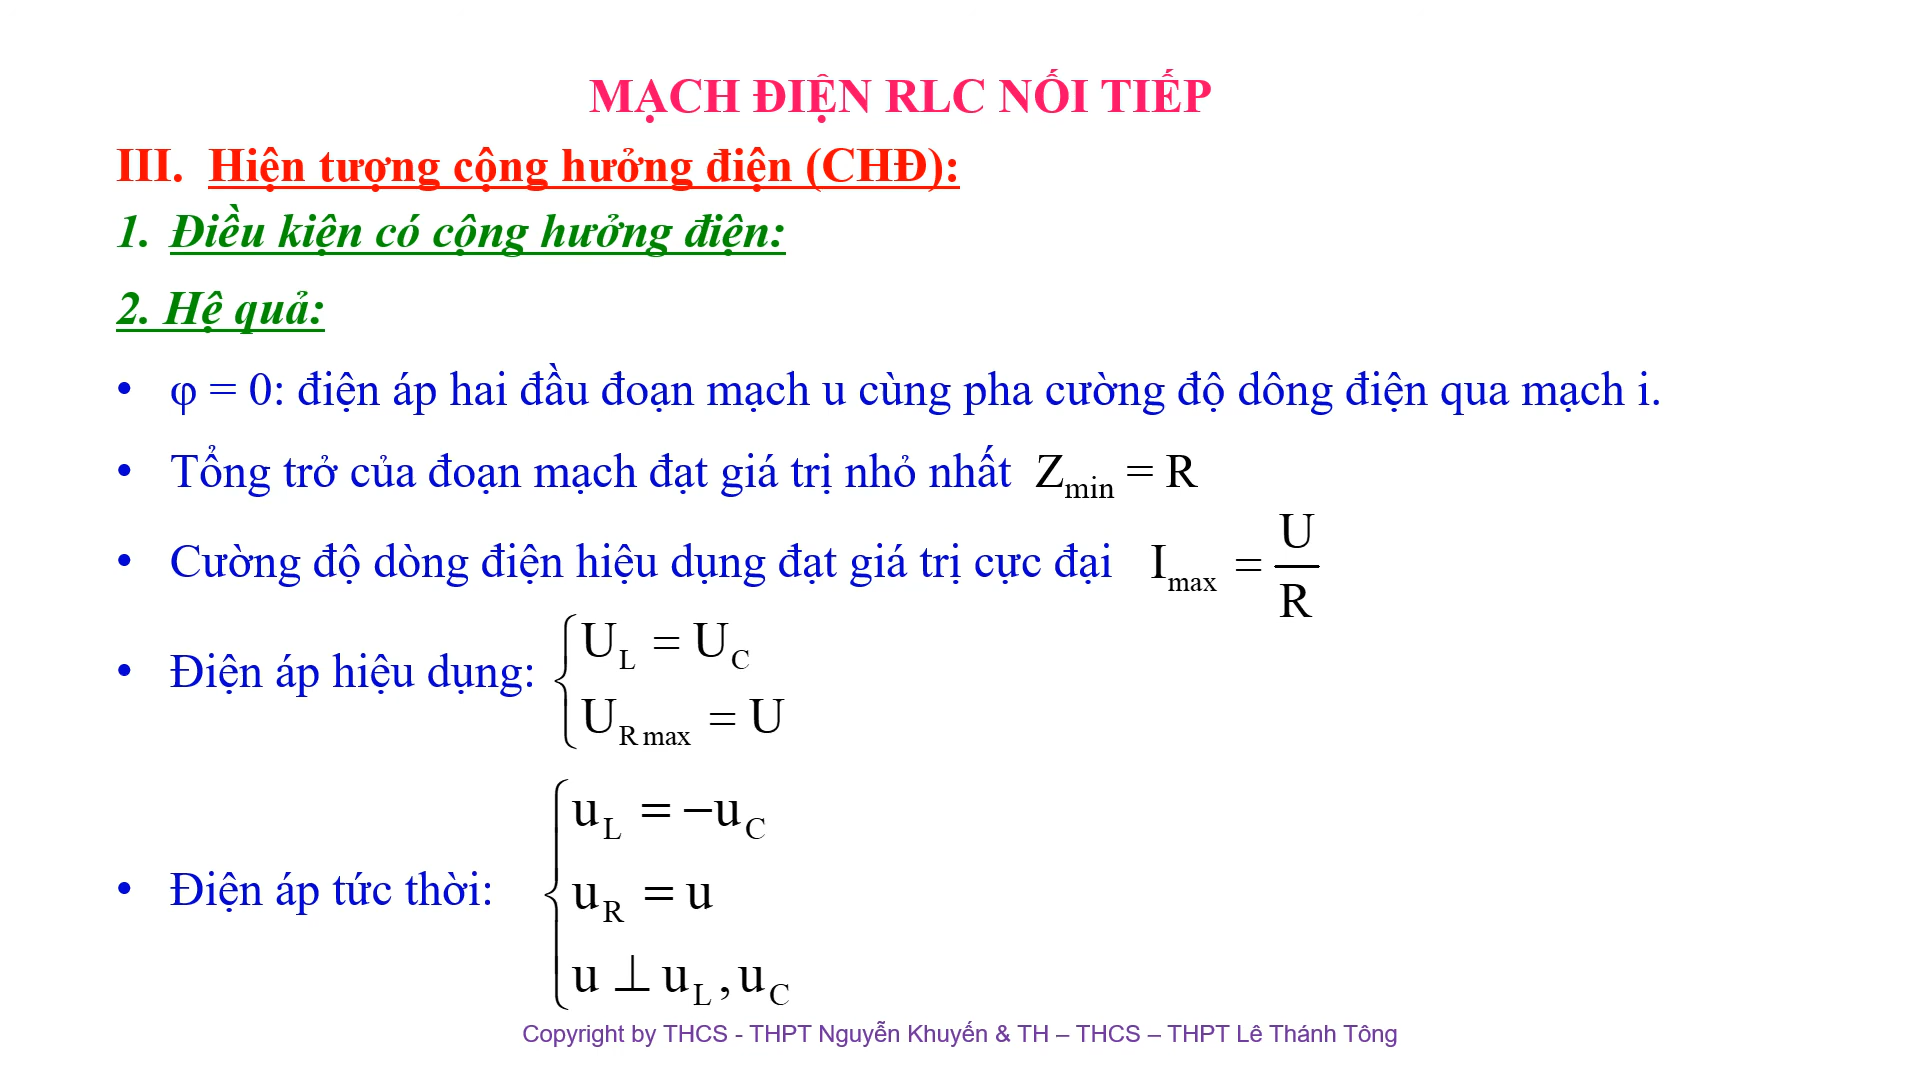 MẠCH ĐIỆN RLC NỐI TIẾP
III. Hiện tượng cộng hưởng điện (CHĐ):
1. Điều kiện có cộng hưởng điện:
2. Hệ quả:
• φ = 0: điện áp hai đầu đoạn mạch u cùng pha cường độ dông điện qua mạch i.
• Tổng trở của đoạn mạch đạt giá trị nhỏ nhất Z_min = R
• Cường độ dòng điện hiệu dụng đạt giá trị cực đại I_max = U/R
• Điện áp hiệu dụng:
U_L = U_C
U_R max = U
• Điện áp tức thời:
u_L = −u_C
u_R = u
u ⊥ u_L, u_C
Copyright by THCS - THPT Nguyễn Khuyến & TH – THCS – THPT Lê Thánh Tông